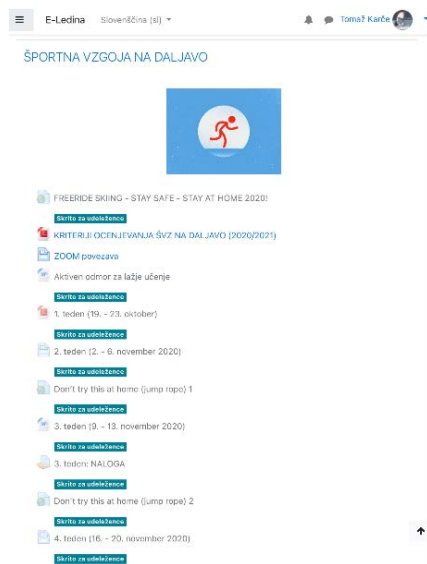 E-Ledina Slovenščina (sl) Tomaž Karče
ŠPORTNA VZGOJA NA DALJAVO
FREERIDE SKIING - STAY SAFE - STAY AT HOME 2020!
Skrito za udeležence
KRITERIJI OCENJEVANJA ŠVZ NA DALJAVO (2020/2021)
ZOOM povezava
Aktiven odmor za lažje učenje
Skrito za udeležence
1. teden (19. - 23. oktober)
Skrito za udeležence
2. teden (2. - 6. november 2020)
Skrito za udeležence
Don't try this at home (jump rope) 1
Skrito za udeležence
3. teden (9. - 13. november 2020)
Skrito za udeležence
3. teden: NALOGA
Skrito za udeležence
Don't try this at home (jump rope) 2
Skrito za udeležence
4. teden (16. - 20. november 2020)
Skrito za udeležence